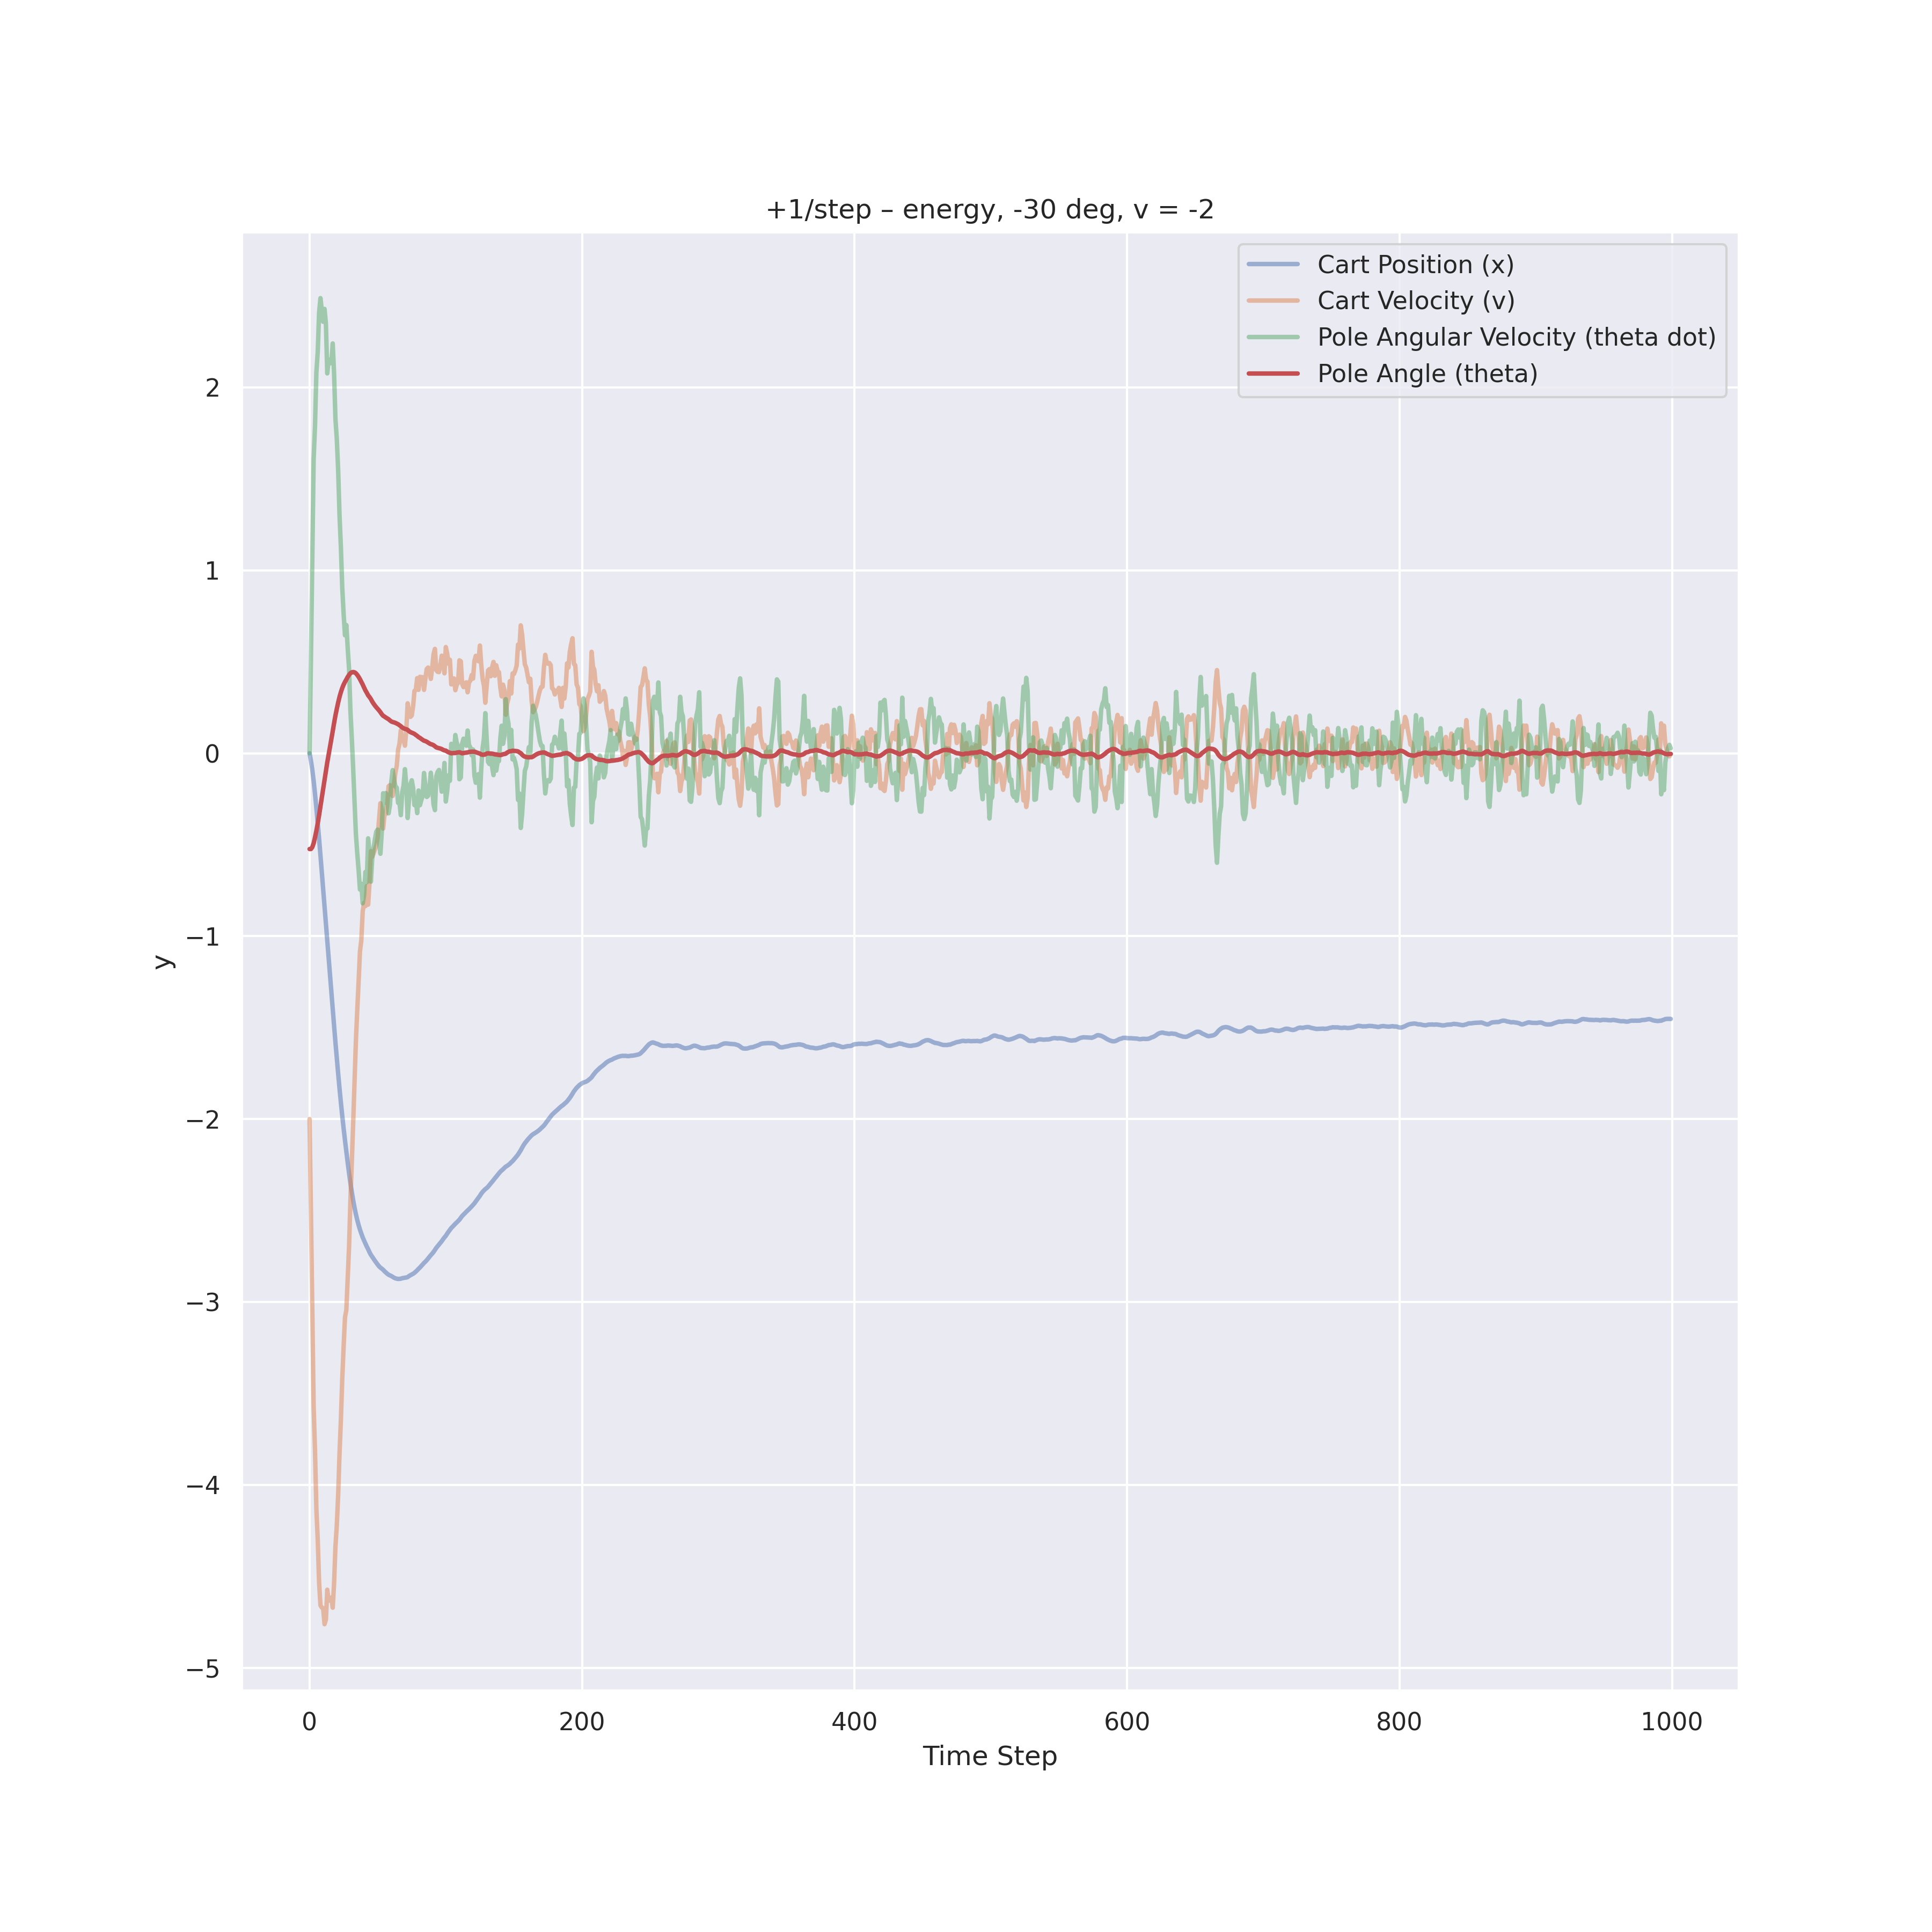 +1/step – energy, -30 deg, v = -2
Cart Position (x)
Cart Velocity (v)
Pole Angular Velocity (theta dot)
Pole Angle (theta)
2
1
0
−1
−2
−3
−4
−5
y
0 200 400 600 800 1000
Time Step